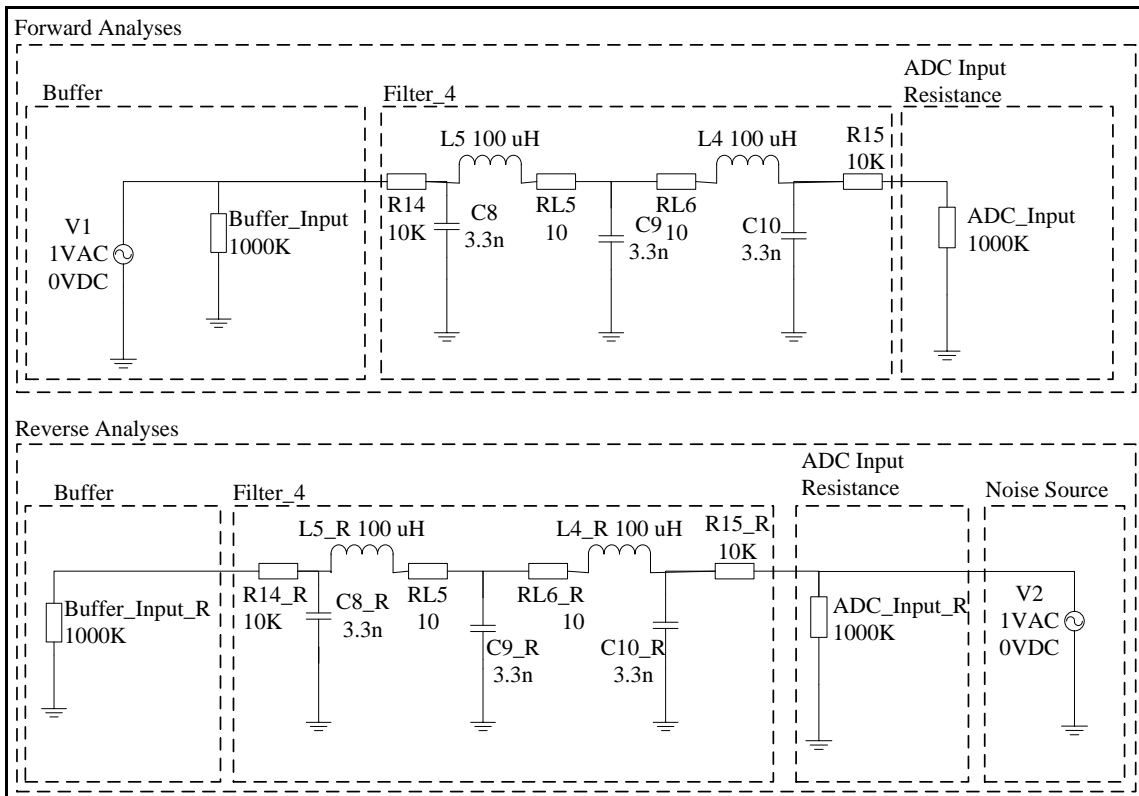 Forward Analyses
Buffer
Filter_4
ADC Input
Resistance
L5 100 uH
L4 100 uH
R15
10K
V1
1VAC
0VDC
Buffer_Input
1000K
R14
10K
C8
3.3n
RL5
10
C9
3.3n
RL6
10
C10
3.3n
ADC_Input
1000K
Reverse Analyses
Buffer
Filter_4
ADC Input
Resistance
Noise Source
L5_R 100 uH
L4_R 100 uH
R15_R
10K
Buffer_Input_R
1000K
R14_R
10K
C8_R
3.3n
RL5
10
C9_R
3.3n
RL6_R
10
C10_R
3.3n
ADC_Input_R
1000K
V2
1VAC
0VDC